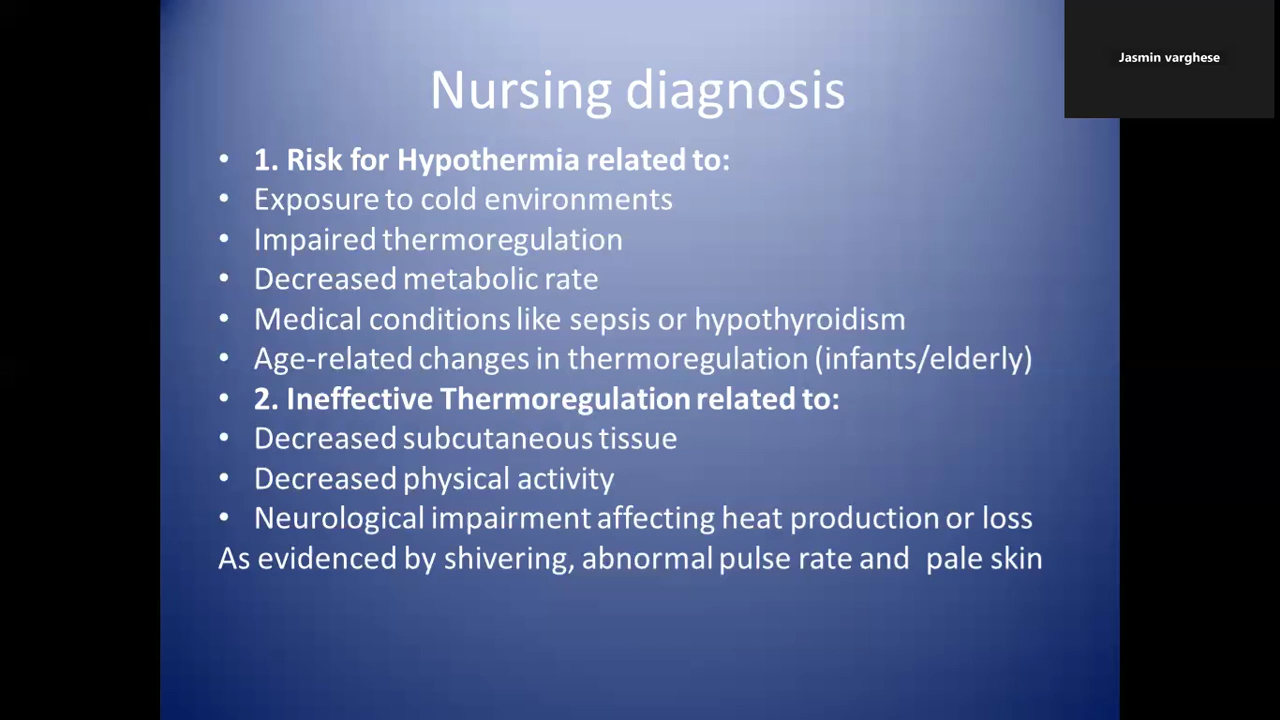 Jasmin varghese
Nursing diagnosis
• 1. Risk for Hypothermia related to:
• Exposure to cold environments
• Impaired thermoregulation
• Decreased metabolic rate
• Medical conditions like sepsis or hypothyroidism
• Age-related changes in thermoregulation (infants/elderly)
• 2. Ineffective Thermoregulation related to:
• Decreased subcutaneous tissue
• Decreased physical activity
• Neurological impairment affecting heat production or loss
As evidenced by shivering, abnormal pulse rate and  pale skin